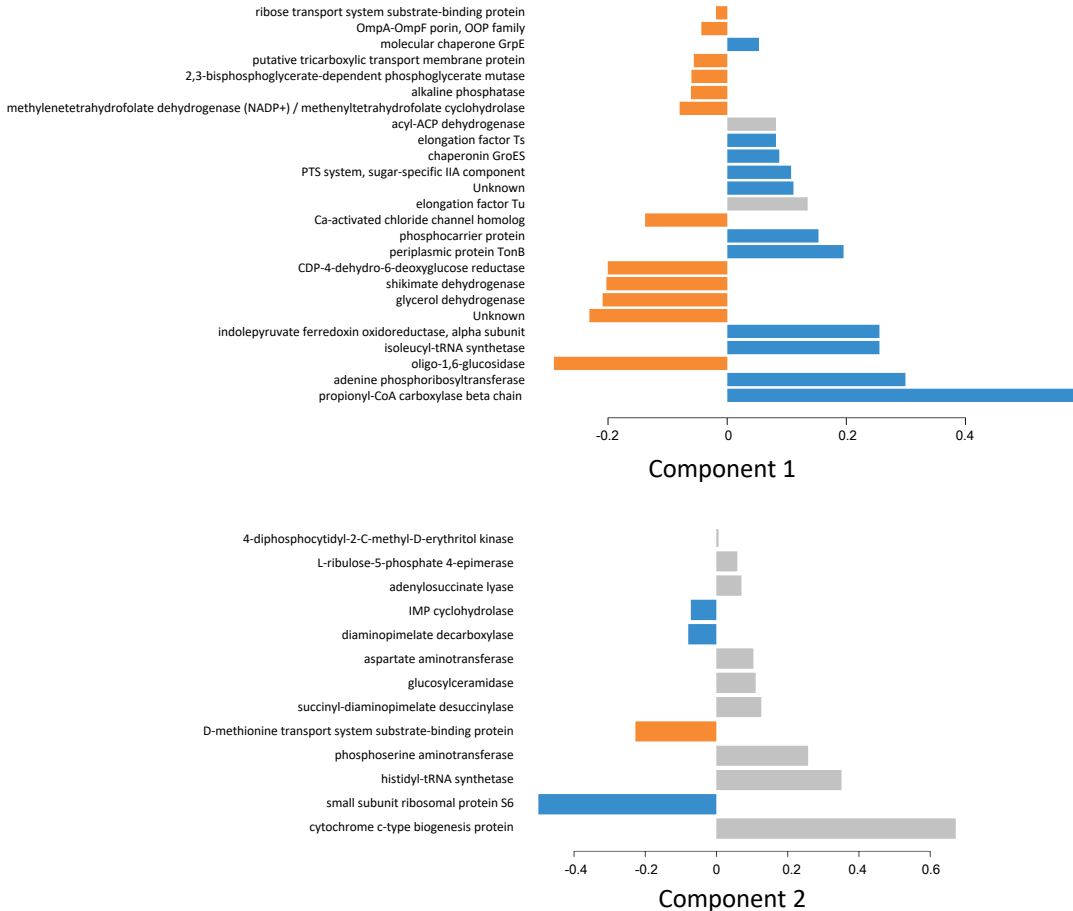 ribose transport system substrate-binding protein
OmpA-OmpF porin, OOP family
molecular chaperone GrpE
putative tricarboxylic transport membrane protein
2,3-bisphosphoglycerate-dependent phosphoglycerate mutase
alkaline phosphatase
methylenetetrahydrofolate dehydrogenase (NADP+) / methenyltetrahydrofolate cyclohydrolase
acyl-ACP dehydrogenase
elongation factor Ts
chaperonin GroES
PTS system, sugar-specific IIA component
Unknown
elongation factor Tu
Ca-activated chloride channel homolog
phosphocarrier protein
periplasmic protein TonB
CDP-4-dehydro-6-deoxyglucose reductase
shikimate dehydrogenase
glycerol dehydrogenase
Unknown
indolepyruvate ferredoxin oxidoreductase, alpha subunit
isoleucyl-tRNA synthetase
oligo-1,6-glucosidase
adenine phosphoribosyltransferase
propionyl-CoA carboxylase beta chain
-0.2 0 0.2 0.4
Component 1
4-diphosphocytidyl-2-C-methyl-D-erythritol kinase
L-ribulose-5-phosphate 4-epimerase
adenylosuccinate lyase
IMP cyclohydrolase
diaminopimelate decarboxylase
aspartate aminotransferase
glucosylceramidase
succinyl-diaminopimelate desuccinylase
D-methionine transport system substrate-binding protein
phosphoserine aminotransferase
histidyl-tRNA synthetase
small subunit ribosomal protein S6
cytochrome c-type biogenesis protein
-0.4 -0.2 0 0.2 0.4 0.6
Component 2